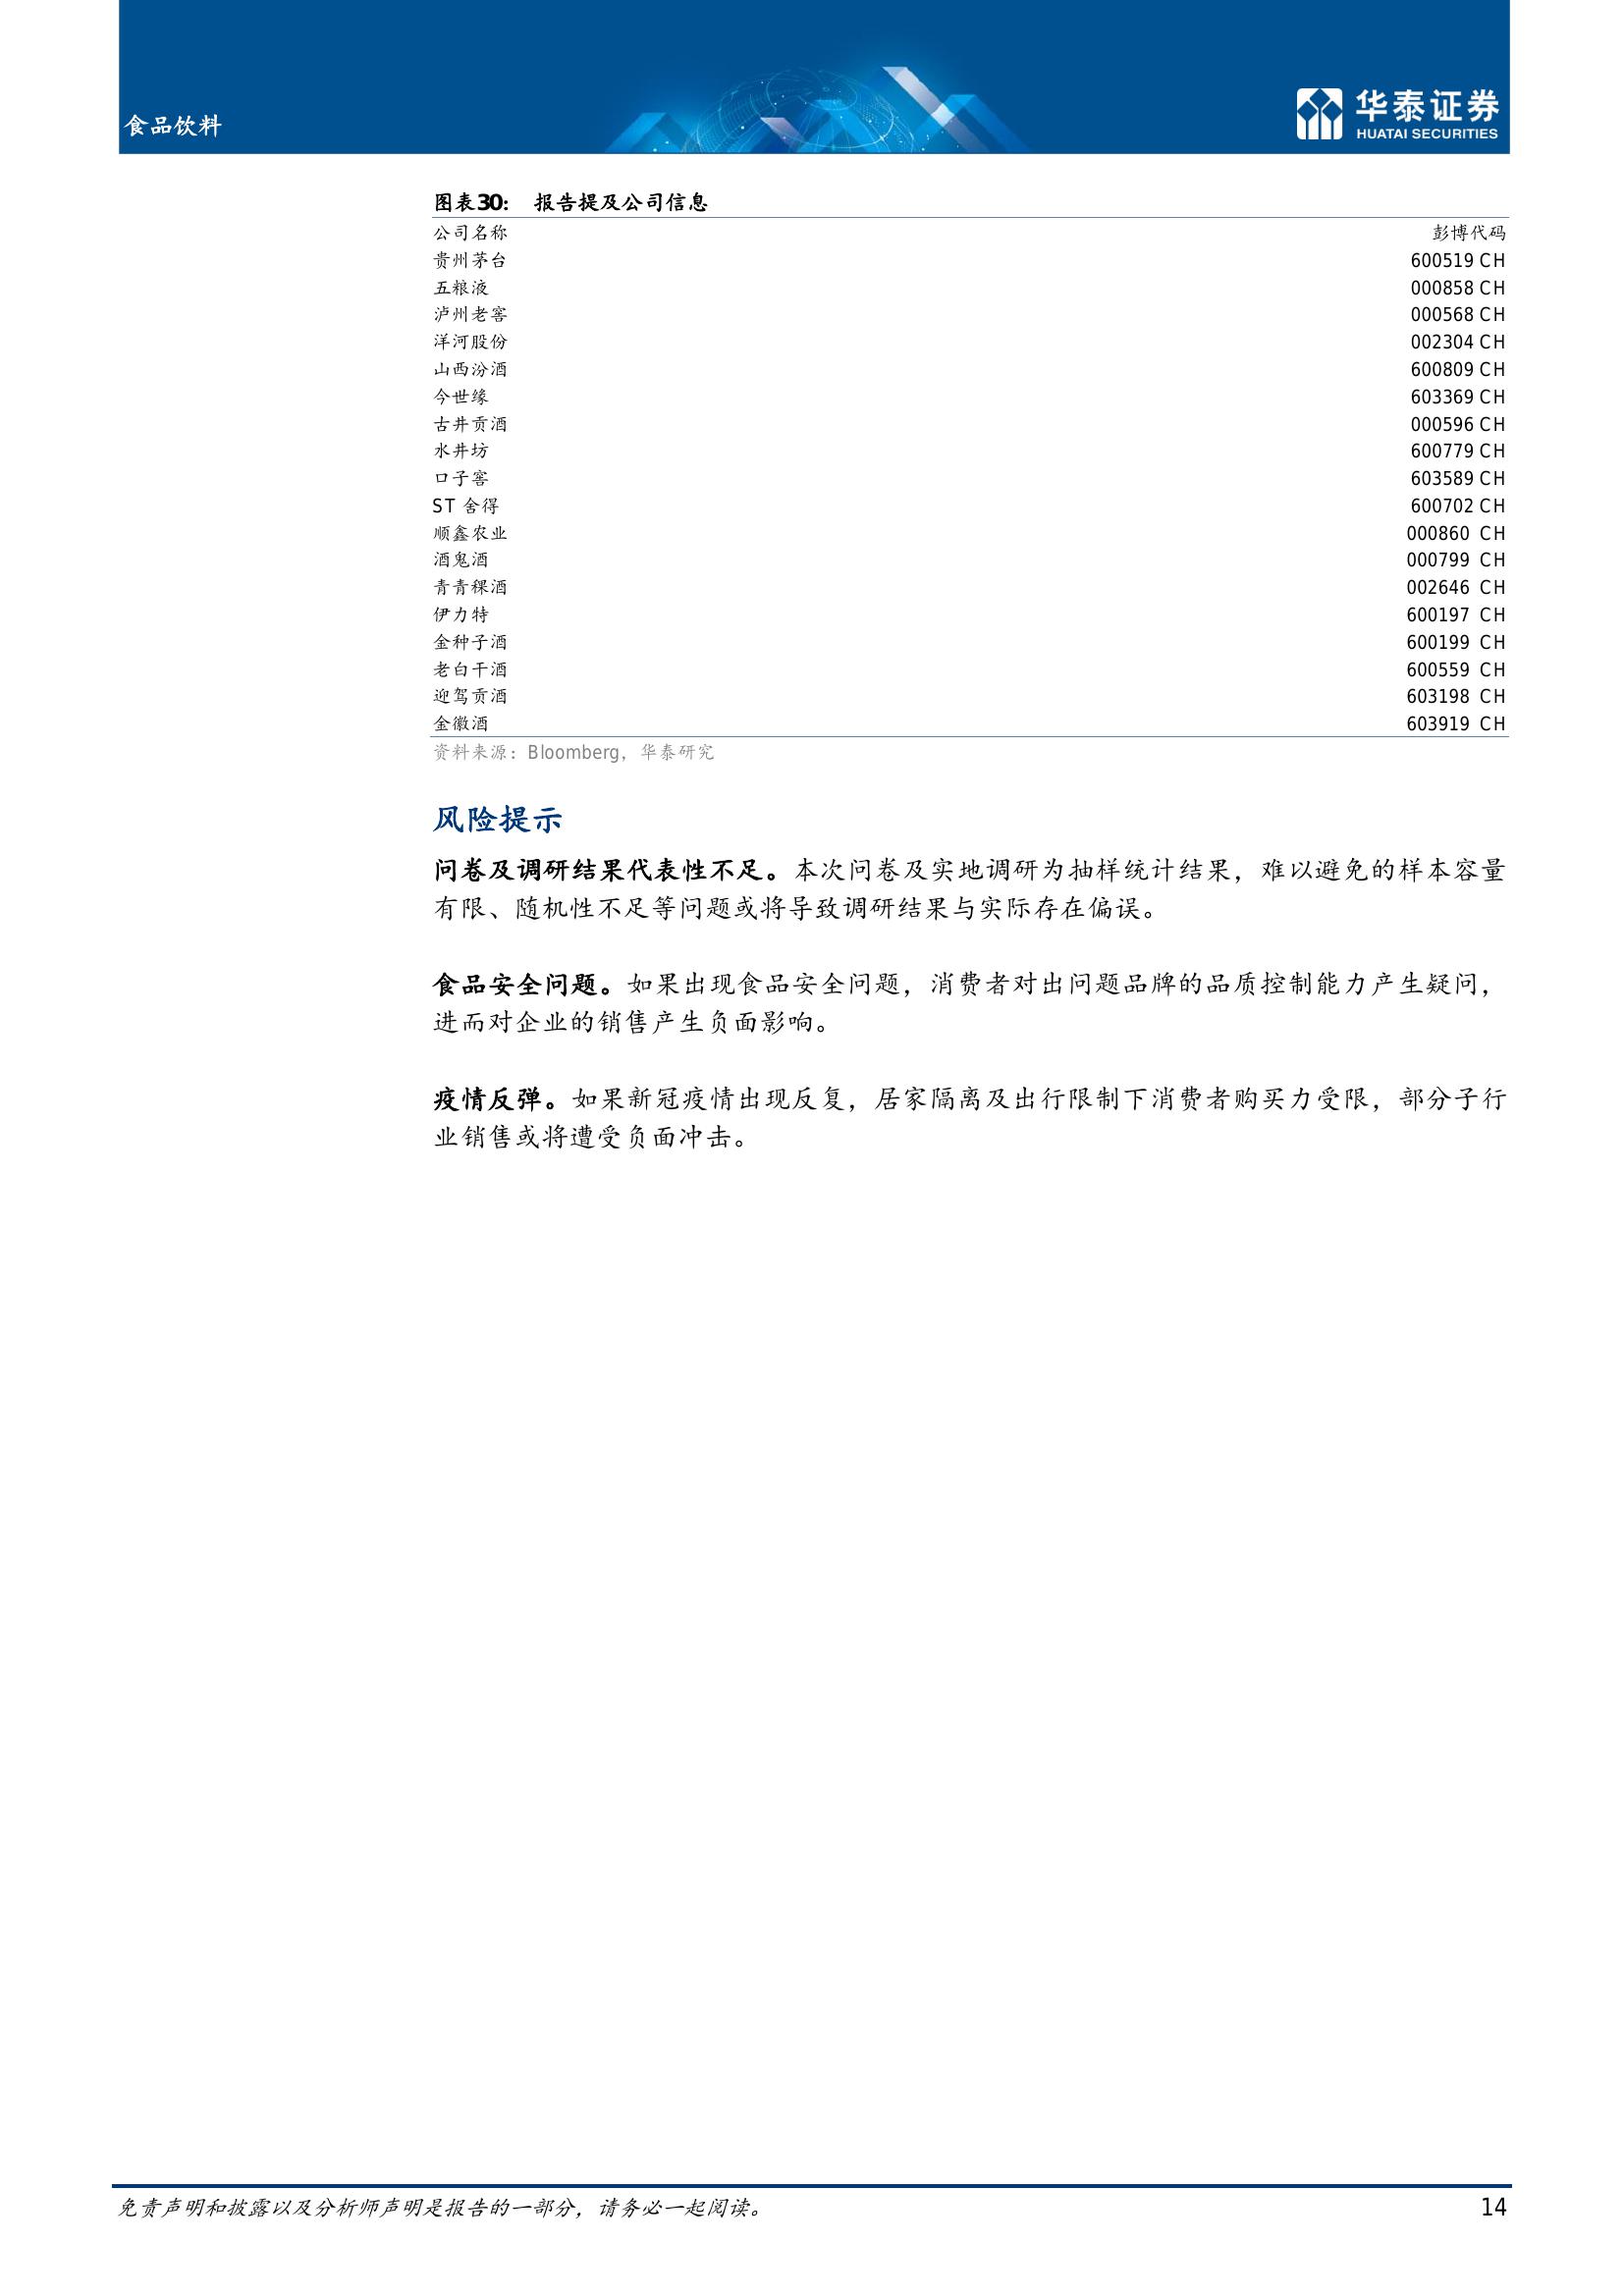 食品饮料
华泰证券
HUATAI SECURITIES
图表30: 报告提及公司信息
公司名称 彭博代码
贵州茅台 600519 CH
五粮液 000858 CH
泸州老窖 000568 CH
洋河股份 002304 CH
山西汾酒 600809 CH
今世缘 603369 CH
古井贡酒 000596 CH
水井坊 600779 CH
口子窖 603589 CH
ST 舍得 600702 CH
顺鑫农业 000860 CH
酒鬼酒 000799 CH
青青稞酒 002646 CH
伊力特 600197 CH
金种子酒 600199 CH
老白干酒 600559 CH
迎驾贡酒 603198 CH
金徽酒 603919 CH
资料来源：Bloomberg，华泰研究
风险提示
问卷及调研结果代表性不足。本次问卷及实地调研为抽样统计结果，难以避免的样本容量
有限、随机性不足等问题或将导致调研结果与实际存在偏误。
食品安全问题。如果出现食品安全问题，消费者对出问题品牌的品质控制能力产生疑问，
进而对企业的销售产生负面影响。
疫情反弹。如果新冠疫情出现反复，居家隔离及出行限制下消费者购买力受限，部分子行
业销售或将遭受负面冲击。
免责声明和披露以及分析师声明是报告的一部分，请务必一起阅读。 14